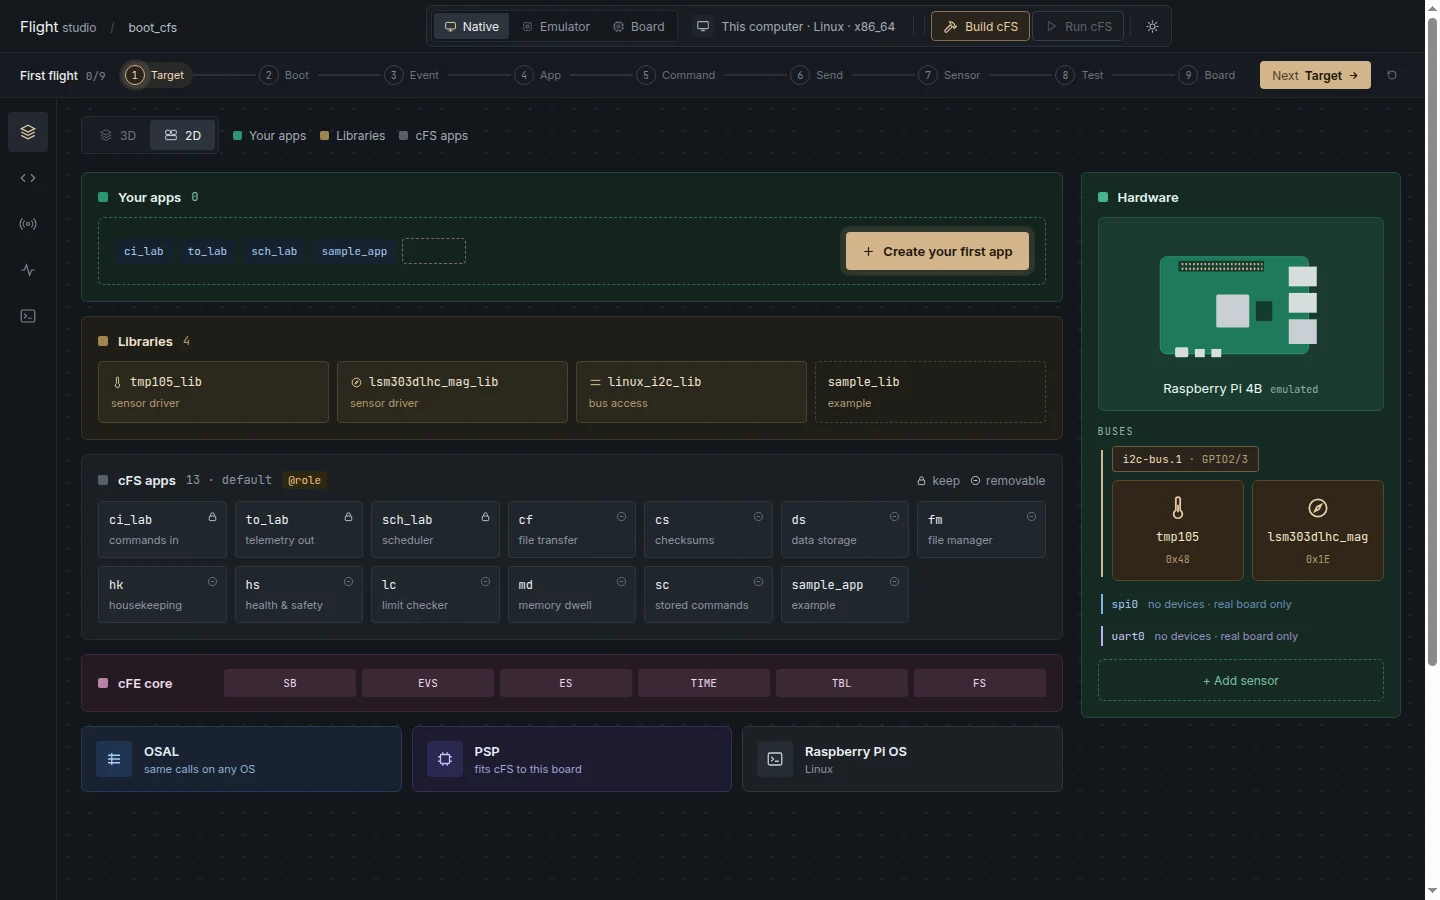 Flight studio / boot_cfs
Native Emulator Board This computer · Linux · x86_64 Build cFS Run cFS
First flight 0/9 1 Target 2 Boot 3 Event 4 App 5 Command 6 Send 7 Sensor 8 Test 9 Board Next Target →
3D 2D Your apps Libraries cFS apps
Your apps 0
ci_lab to_lab sch_lab sample_app
+ Create your first app
Libraries 4
tmp105_lib
sensor driver
lsm303dlhc_mag_lib
sensor driver
linux_i2c_lib
bus access
sample_lib
example
cFS apps 13 · default @role keep removable
ci_lab
commands in
to_lab
telemetry out
sch_lab
scheduler
cf
file transfer
cs
checksums
ds
data storage
fm
file manager
hk
housekeeping
hs
health & safety
lc
limit checker
md
memory dwell
sc
stored commands
sample_app
example
cFE core SB EVS ES TIME TBL FS
OSAL
same calls on any OS
PSP
fits cFS to this board
Raspberry Pi OS
Linux
Hardware
Raspberry Pi 4B emulated
BUSES
i2c-bus.1 · GPIO2/3
tmp105
0x48
lsm303dlhc_mag
0x1E
spi0 no devices · real board only
uart0 no devices · real board only
+ Add sensor